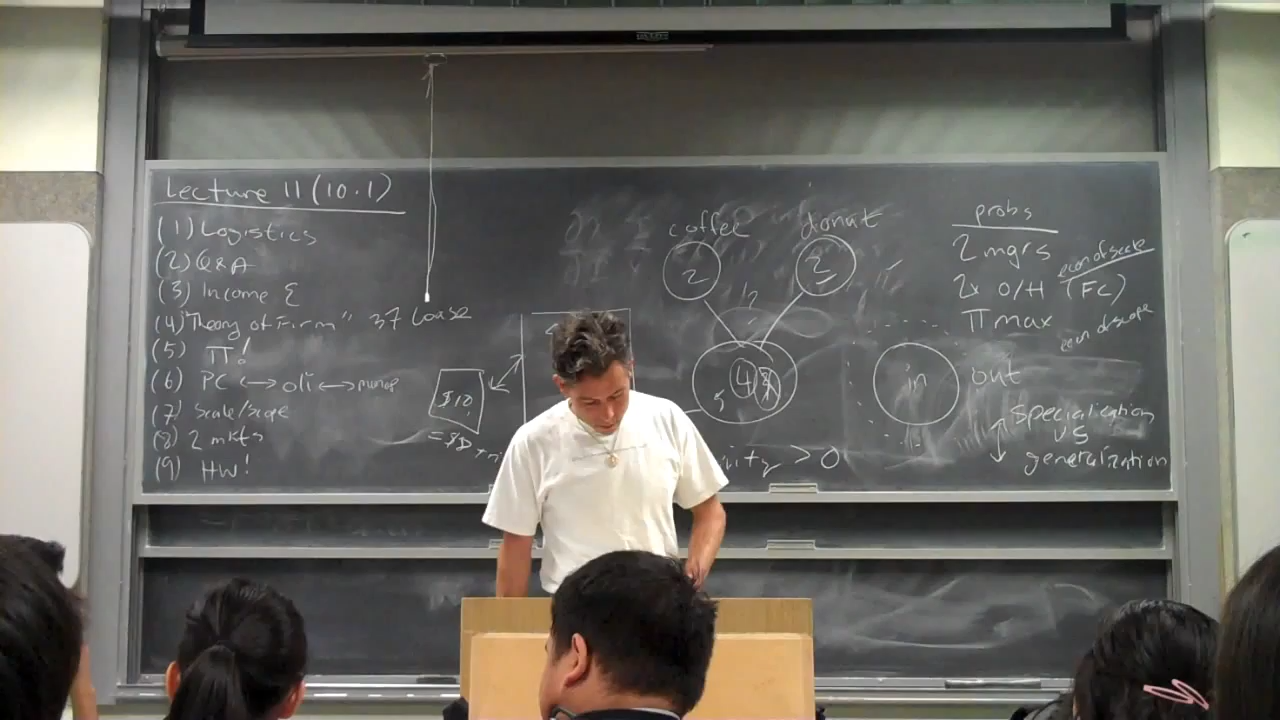 Lecture 11 (10.1)
(1) Logistics
(2) Q&A
(3) Income Σ
(4) "Theory of Firm" 37 loose
(5) π!
(6) PC ↔ oli ↔ monop
(7) scale/scope
(8) 2 mkts
(9) HW!
$10
coffee
2
donut
4
>0
in out
probs
2 mgrs
2x O/H (FC)
econ of scale
π max
econ of scope
specialization
vs
generalization